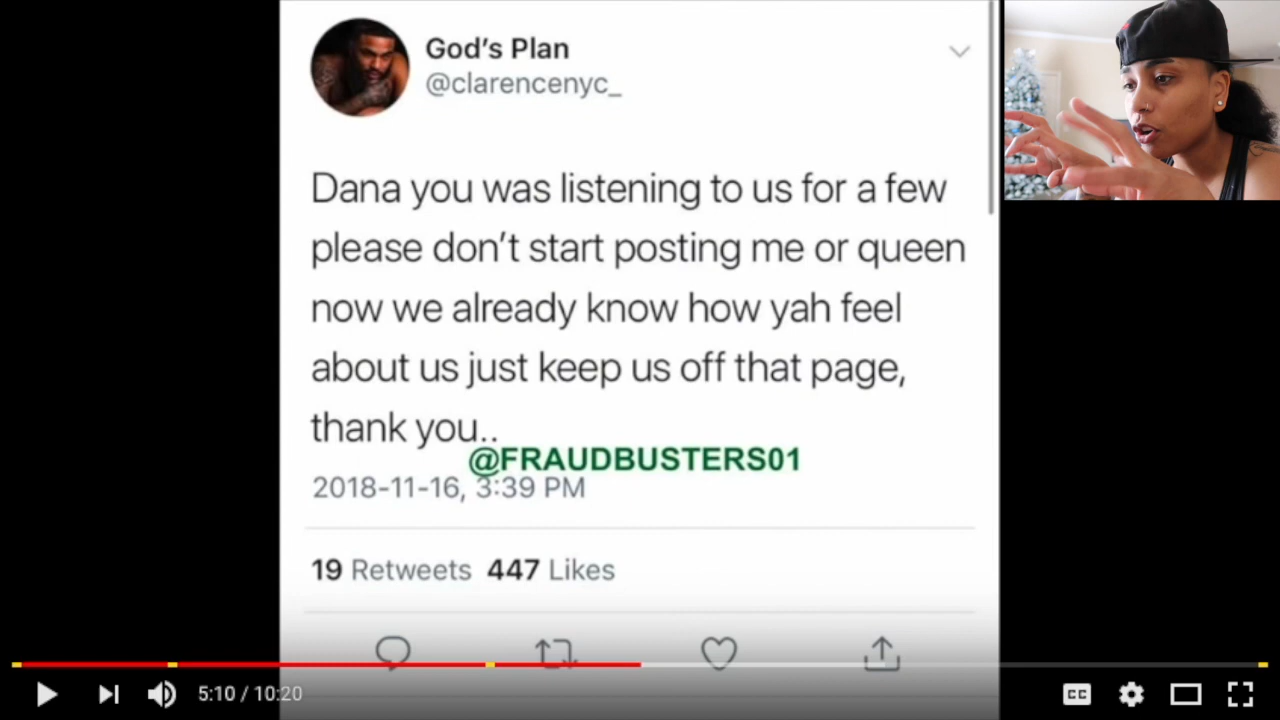 God's Plan
@clarencenyc_
Dana you was listening to us for a few
please don't start posting me or queen
now we already know how yah feel
about us just keep us off that page,
thank you..
@FRAUDBUSTERS01
2018-11-16, 3:39 PM
19 Retweets 447 Likes
5:10 / 10:20
CC